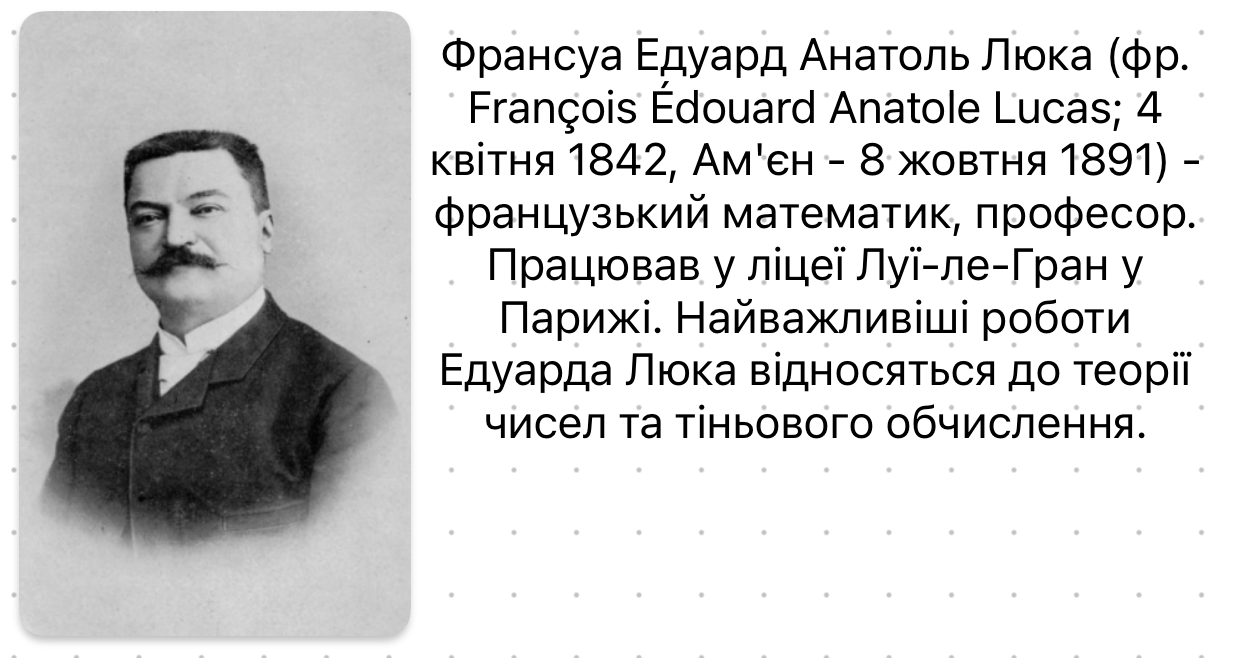 Франсуа Едуард Анатоль Люка (фр.
François Édouard Anatole Lucas; 4
квітня 1842, Ам'єн - 8 жовтня 1891) -
французький математик, професор.
Працював у ліцеї Луї-ле-Гран у
Парижі. Найважливіші роботи
Едуарда Люка відносяться до теорії
чисел та тіньового обчислення.